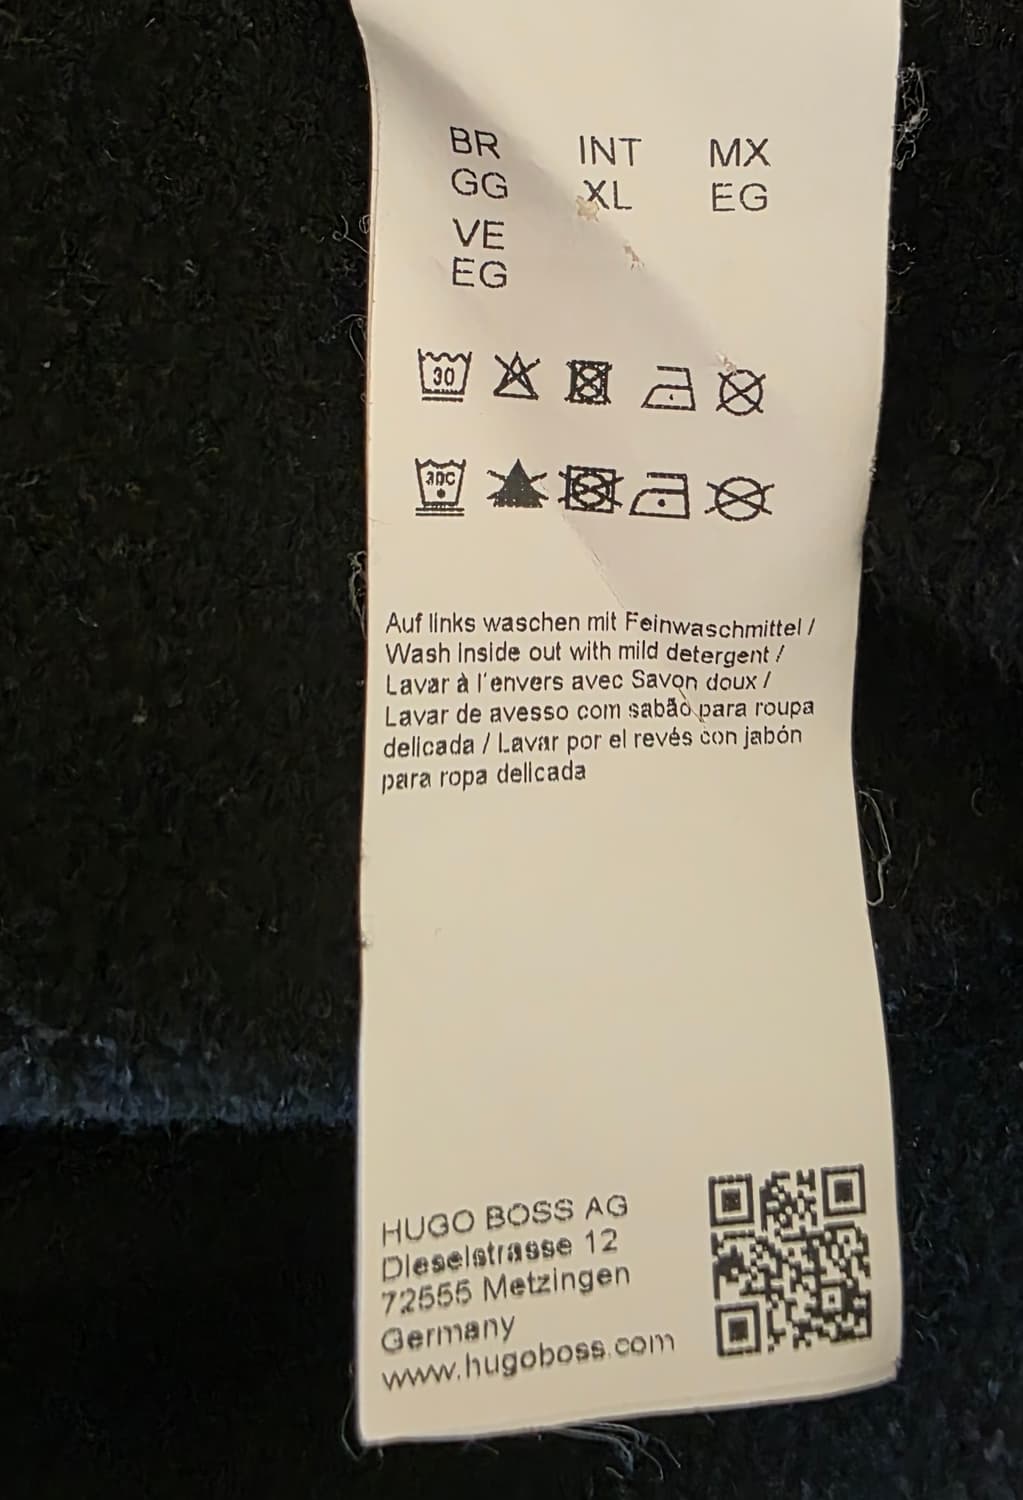 BR INT MX
GG XL EG
VE
EG
30
Auf links waschen mit Feinwaschmittel /
Wash inside out with mild detergent /
Lavar à l'envers avec Savon doux /
Lavar de avesso com sabão para roupa
delicada / Lavar por el revés con jabón
para ropa delicada
HUGO BOSS AG
Dieselstrasse 12
72555 Metzingen
Germany
www.hugoboss.com